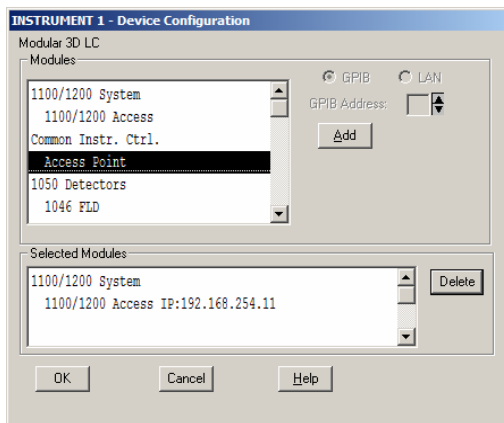 INSTRUMENT 1 - Device Configuration
Modular 3D LC
Modules
1100/1200 System
1100/1200 Access
Common Instr. Ctrl.
Access Point
1050 Detectors
1046 FLD
GPIB LAN
GPIB Address:
Add
Selected Modules
1100/1200 System
1100/1200 Access IP:192.168.254.11
Delete
OK Cancel Help